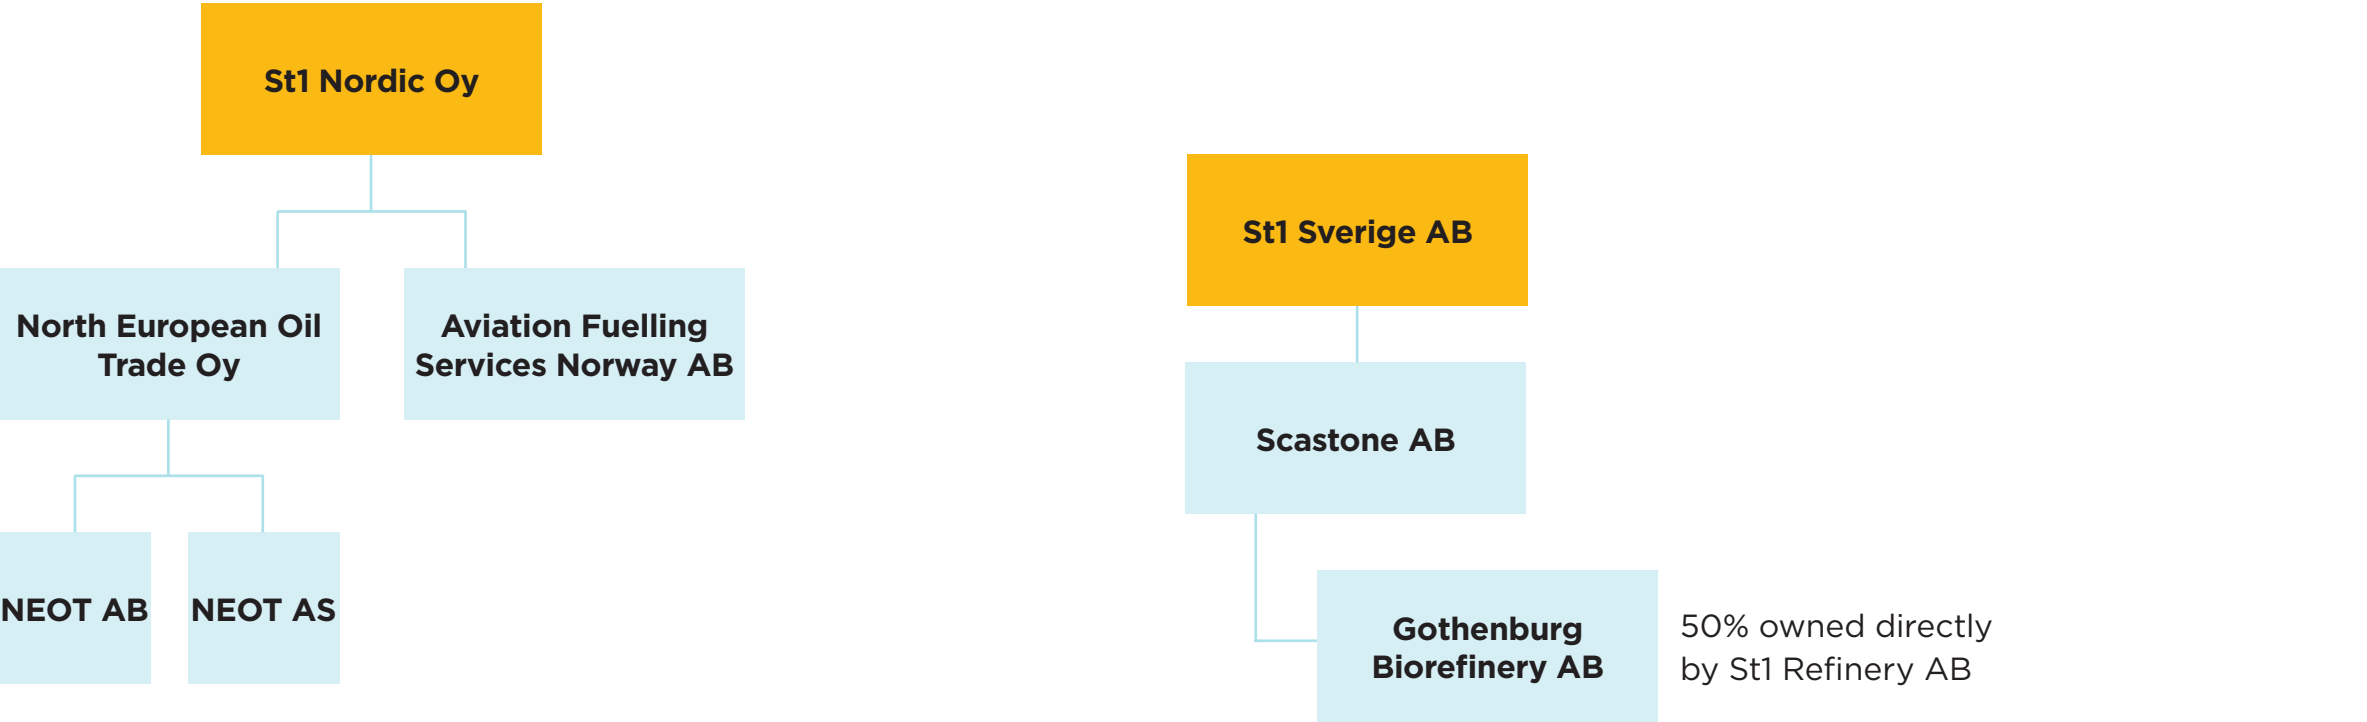 St1 Nordic Oy
North European Oil
Trade Oy
Aviation Fuelling
Services Norway AB
NEOT AB
NEOT AS
St1 Sverige AB
Scastone AB
Gothenburg
Biorefinery AB
50% owned directly
by St1 Refinery AB